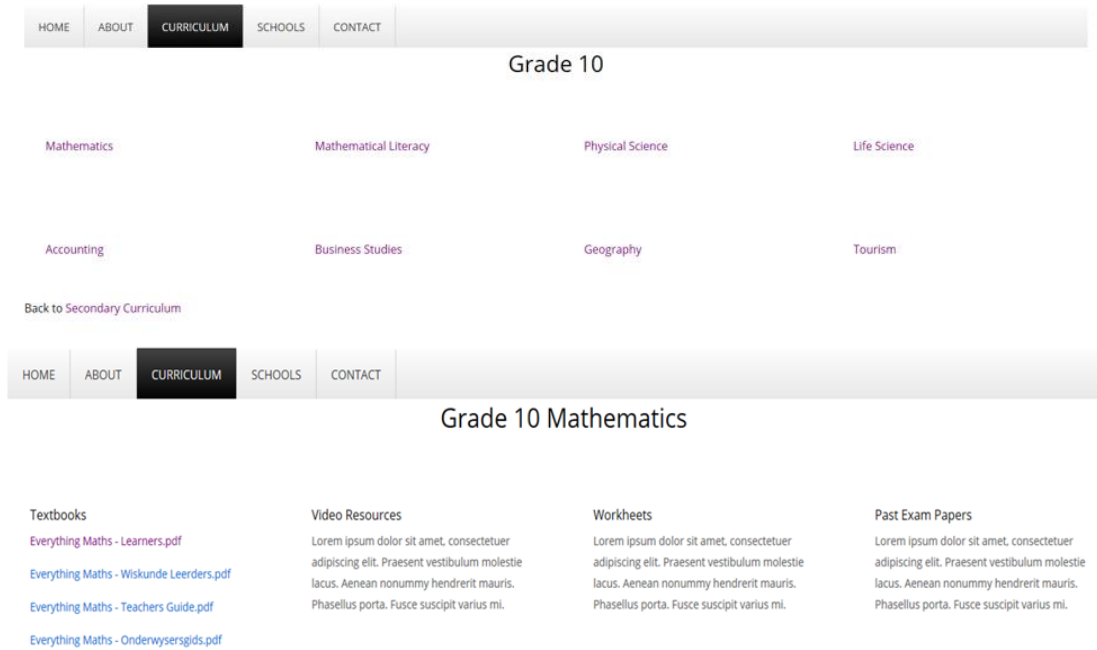 HOME ABOUT CURRICULUM SCHOOLS CONTACT
Grade 10
Mathematics Mathematical Literacy Physical Science Life Science
Accounting Business Studies Geography Tourism
Back to Secondary Curriculum
HOME ABOUT CURRICULUM SCHOOLS CONTACT
Grade 10 Mathematics
Textbooks
Everything Maths - Learners.pdf
Everything Maths - Wiskunde Leerders.pdf
Everything Maths - Teachers Guide.pdf
Everything Maths - Onderwysersgids.pdf
Video Resources
Lorem ipsum dolor sit amet, consectetuer
adipiscing elit. Praesent vestibulum molestie
lacus. Aenean nonummy hendrerit mauris.
Phasellus porta. Fusce suscipit varius mi.
Workheets
Lorem ipsum dolor sit amet, consectetuer
adipiscing elit. Praesent vestibulum molestie
lacus. Aenean nonummy hendrerit mauris.
Phasellus porta. Fusce suscipit varius mi.
Past Exam Papers
Lorem ipsum dolor sit amet, consectetuer
adipiscing elit. Praesent vestibulum molestie
lacus. Aenean nonummy hendrerit mauris.
Phasellus porta. Fusce suscipit varius mi.